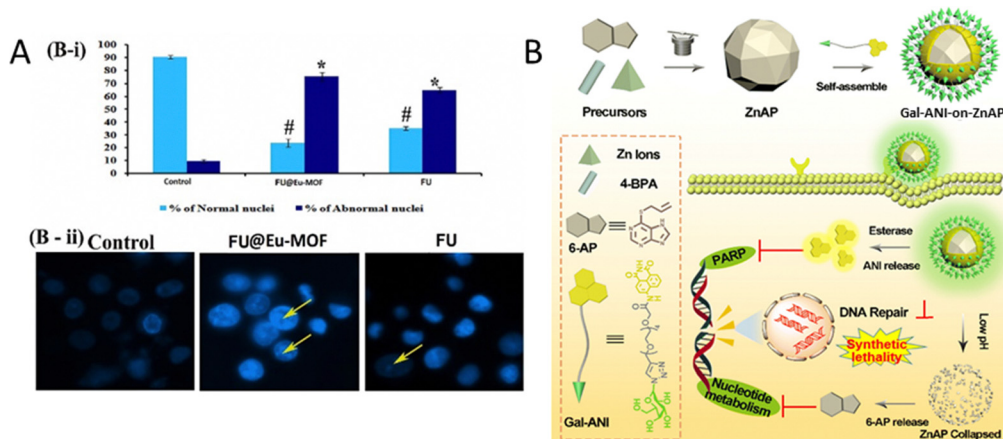 A
(B-i)
100
90
80
70
60
50
40
30
20
10
0
#
*
#
*
Control
FU@Eu-MOF
FU
% of Normal nuclei
% of Abnormal nuclei
(B - ii)
Control
FU@Eu-MOF
FU
B
Precursors
ZnAP
Self-assemble
Gal-ANI-on-ZnAP
Zn Ions
4-BPA
6-AP
Gal-ANI
Esterase
ANI release
PARP
DNA Repair
Synthetic
lethality
Low pH
Nucleotide
metabolism
6-AP release
ZnAP Collapsed